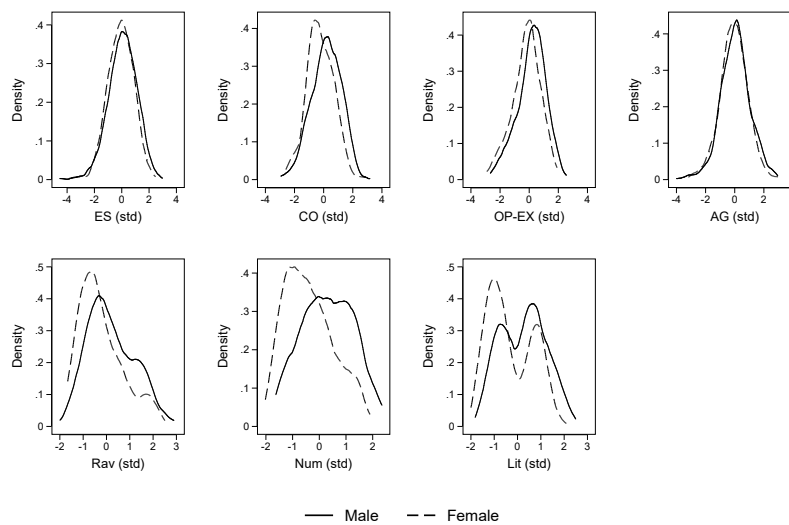 Density
0
.1
.2
.3
.4
-4 -2 0 2 4
ES (std)
Density
0
.1
.2
.3
.4
-4 -2 0 2 4
CO (std)
Density
0
.1
.2
.3
.4
-4 -2 0 2 4
OP-EX (std)
Density
0
.1
.2
.3
.4
-4 -2 0 2 4
AG (std)
Density
0
.1
.2
.3
.4
.5
-2 -1 0 1 2 3
Rav (std)
Density
0
.1
.2
.3
.4
-2 -1 0 1 2
Num (std)
Density
0
.1
.2
.3
.4
.5
-2 -1 0 1 2 3
Lit (std)
Male Female